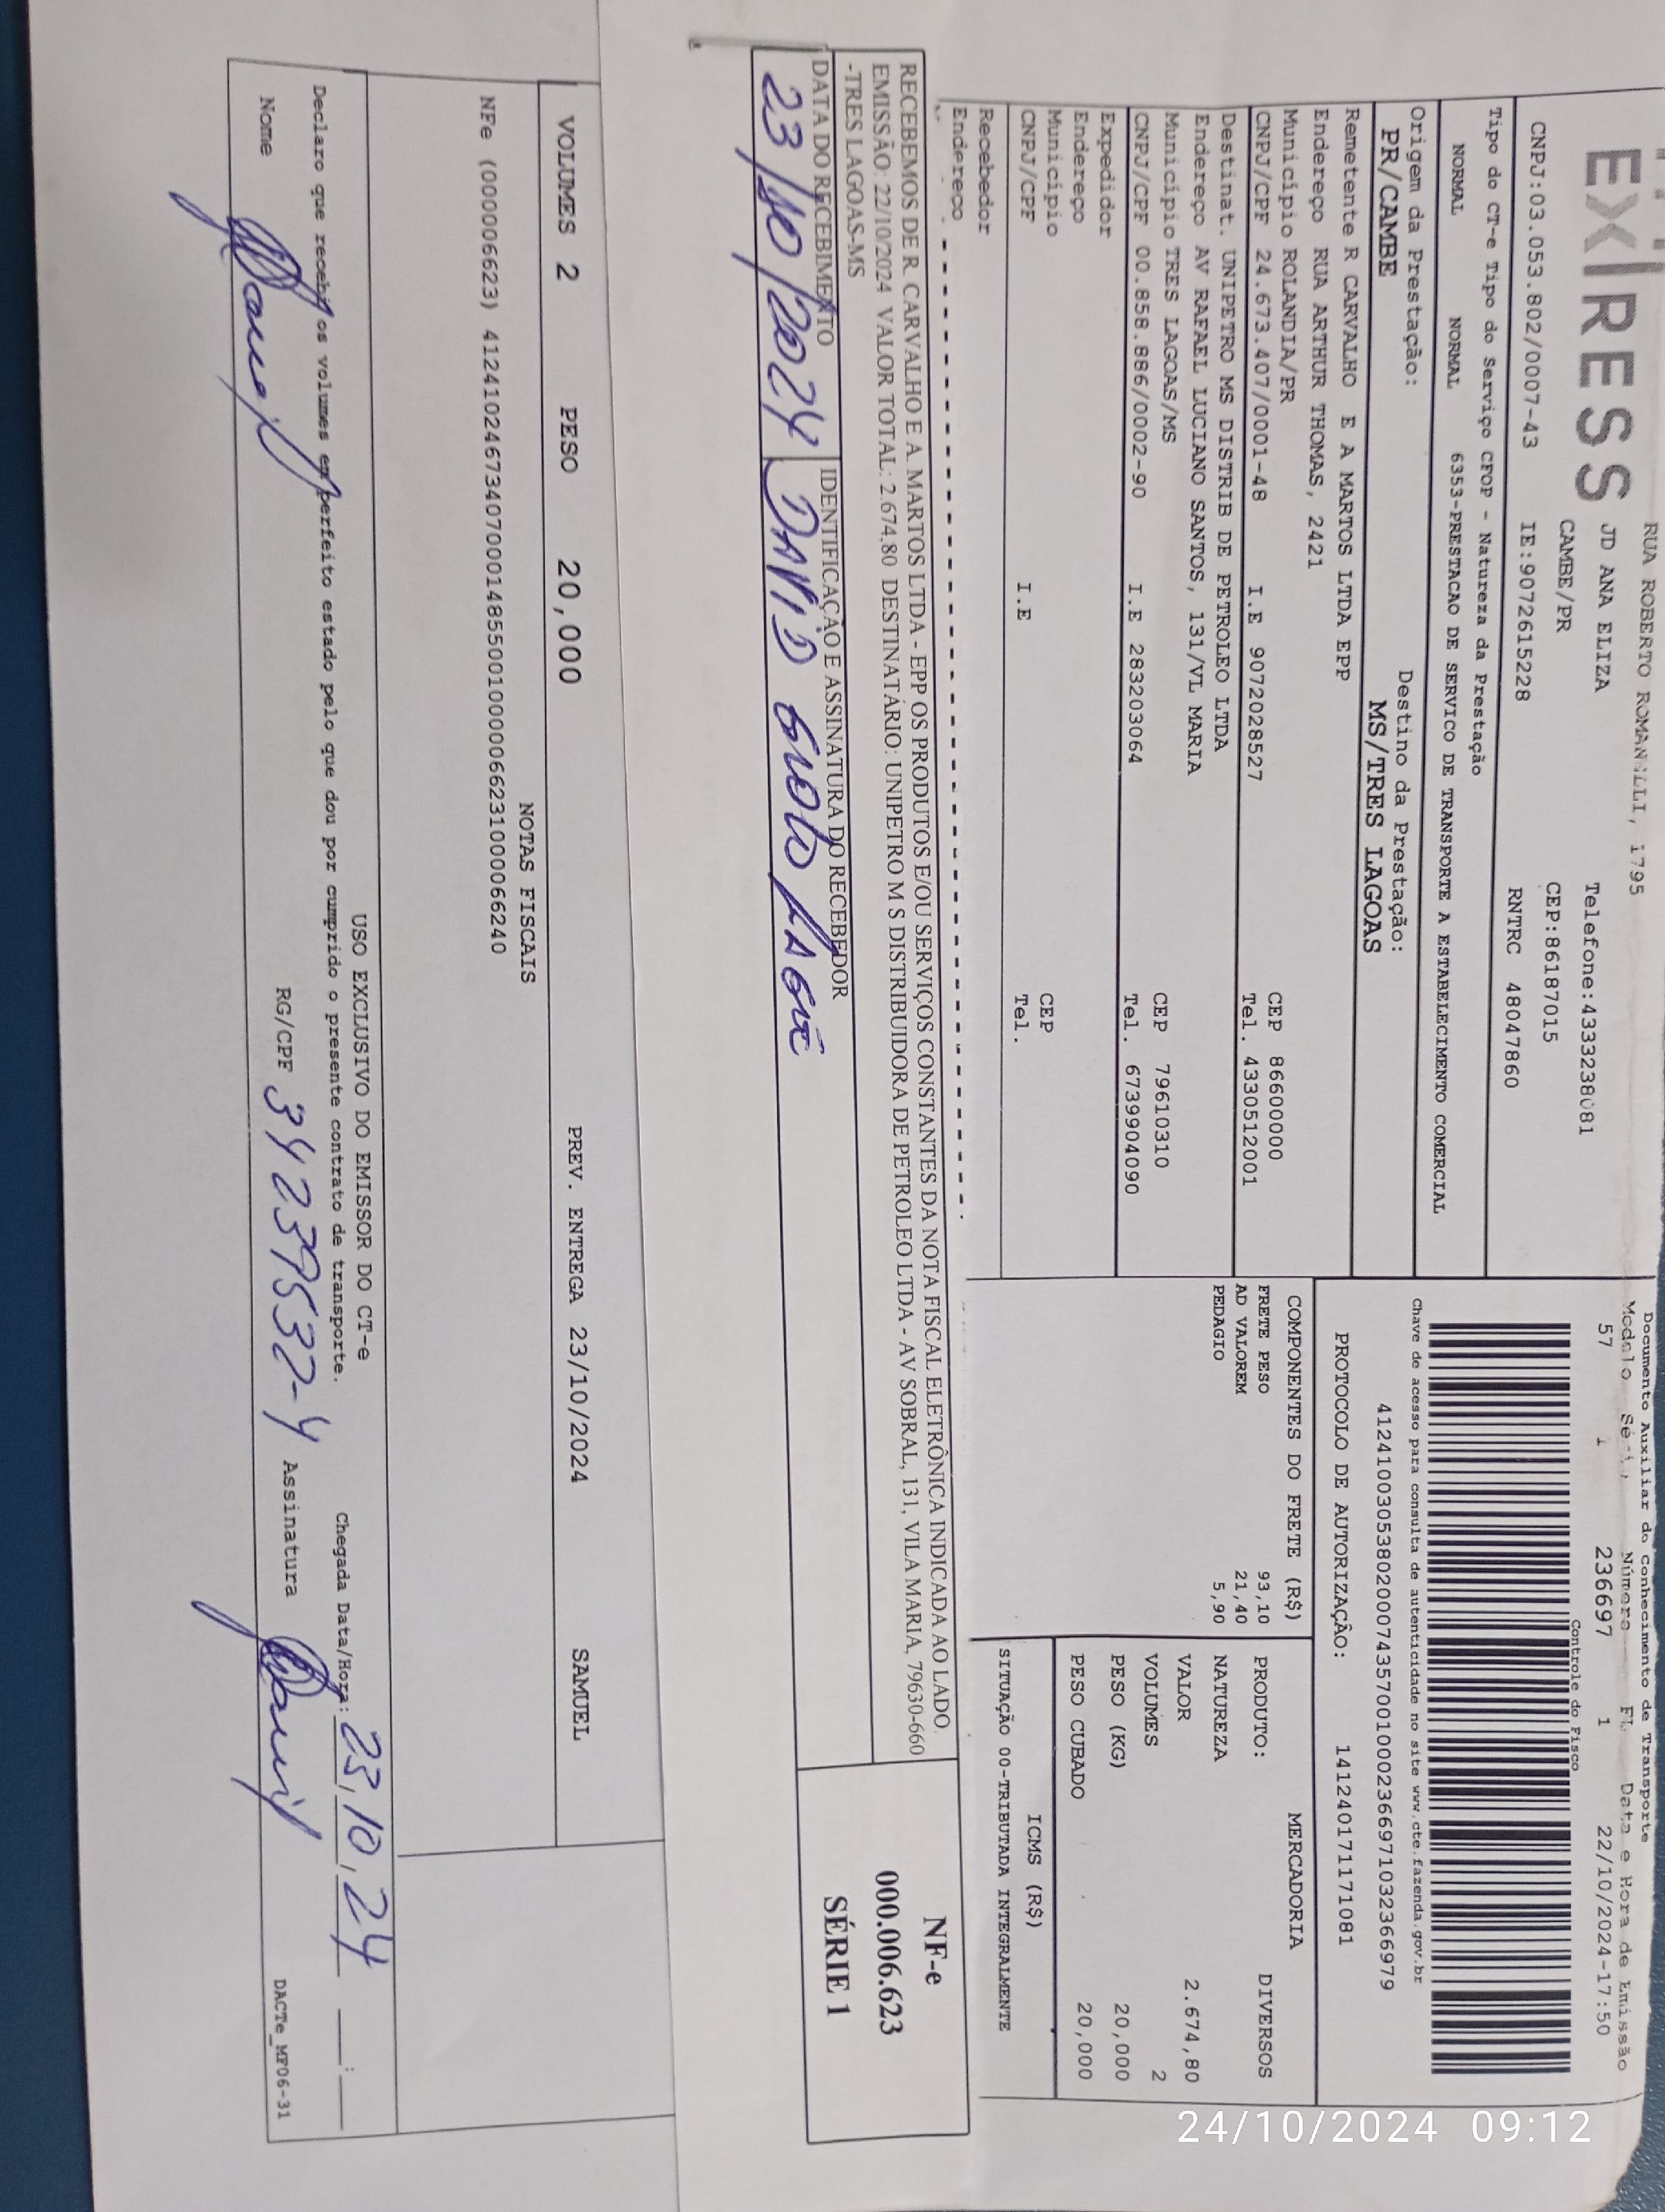 EXPRESS
RUA ROBERTO ROMANELLI, 1795
JD ANA ELIZA Telefone:4333238081
CAMBE/PR CEP:86187015
CNPJ:03.053.802/0007-43 IE:9072615228 RNTRC 48047860
Tipo do CT-e Tipo do Serviço CFOP - Natureza da Prestação
NORMAL NORMAL 6353-PRESTACAO DE SERVICO DE TRANSPORTE A ESTABELECIMENTO COMERCIAL
Origem da Prestação: Destino da Prestação:
PR/CAMBE MS/TRES LAGOAS
Remetente R CARVALHO E A MARTOS LTDA EPP
Endereço RUA ARTHUR THOMAS, 2421
Município ROLANDIA/PR CEP 86600000
CNPJ/CPF 24.673.407/0001-48 I.E 9072028527 Tel. 4330512001
Destinat. UNIPETRO MS DISTRIB DE PETROLEO LTDA
Endereço AV RAFAEL LUCIANO SANTOS, 131/VL MARIA
Município TRES LAGOAS/MS CEP 79610310
CNPJ/CPF 00.858.886/0002-90 I.E 283203064 Tel. 6739904090
Expedidor
Endereço
Município CEP
CNPJ/CPF I.E Tel.
Recebedor
Endereço
Documento Auxiliar do Conhecimento de Transporte
Modelo Série Número FL Data e Hora de Emissão
57 1 236697 1 22/10/2024-17:50
Controle do Fisco
Chave de acesso para consulta de autenticidade no site www.cte.fazenda.gov.br
41241003053802000743570010002366971032366979
PROTOCOLO DE AUTORIZAÇÃO: 141240171171081
COMPONENTES DO FRETE (R$)
FRETE PESO 93,10
AD VALOREM 21,40
PEDAGIO 5,90
MERCADORIA
PRODUTO: DIVERSOS
NATUREZA
VALOR 2.674,80
VOLUMES 2
PESO (KG) 20,000
PESO CUBADO 20,000
ICMS (R$)
SITUAÇÃO 00-TRIBUTADA INTEGRALMENTE
RECEBEMOS DE R. CARVALHO E A. MARTOS LTDA - EPP OS PRODUTOS E/OU SERVIÇOS CONSTANTES DA NOTA FISCAL ELETRÔNICA INDICADA AO LADO.
EMISSÃO: 22/10/2024 VALOR TOTAL: 2.674,80 DESTINATÁRIO: UNIPETRO M S DISTRIBUIDORA DE PETROLEO LTDA - AV SOBRAL, 131, VILA MARIA, 79630-660
-TRES LAGOAS-MS
DATA DO RECEBIMENTO IDENTIFICAÇÃO E ASSINATURA DO RECEBEDOR
23/10/2024 DAVID
NF-e
000.006.623
SÉRIE 1
VOLUMES 2 PESO 20,000 PREV. ENTREGA 23/10/2024 SAMUEL
NOTAS FISCAIS
NFe (000006623) 41241024673407000148550010000066231000066240
USO EXCLUSIVO DO EMISSOR DO CT-e
Declaro que recebi os volumes em perfeito estado pelo que dou por cumprido o presente contrato de transporte.
Chegada Data/Hora: 23,10,24 __:__
Nome RG/CPF 34239532-4 Assinatura
DACTe_MF06-31
24/10/2024 09:12